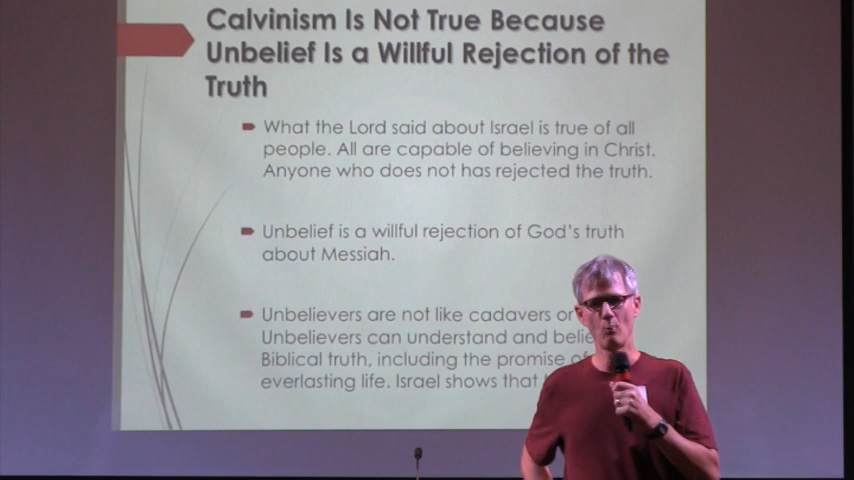 Calvinism Is Not True Because
Unbelief Is a Willful Rejection of the
Truth
What the Lord said about Israel is true of all
people. All are capable of believing in Christ.
Anyone who does not has rejected the truth.
Unbelief is a willful rejection of God's truth
about Messiah.
Unbelievers are not like cadavers or
Unbelievers can understand and
Biblical truth, including the promise
everlasting life. Israel shows that